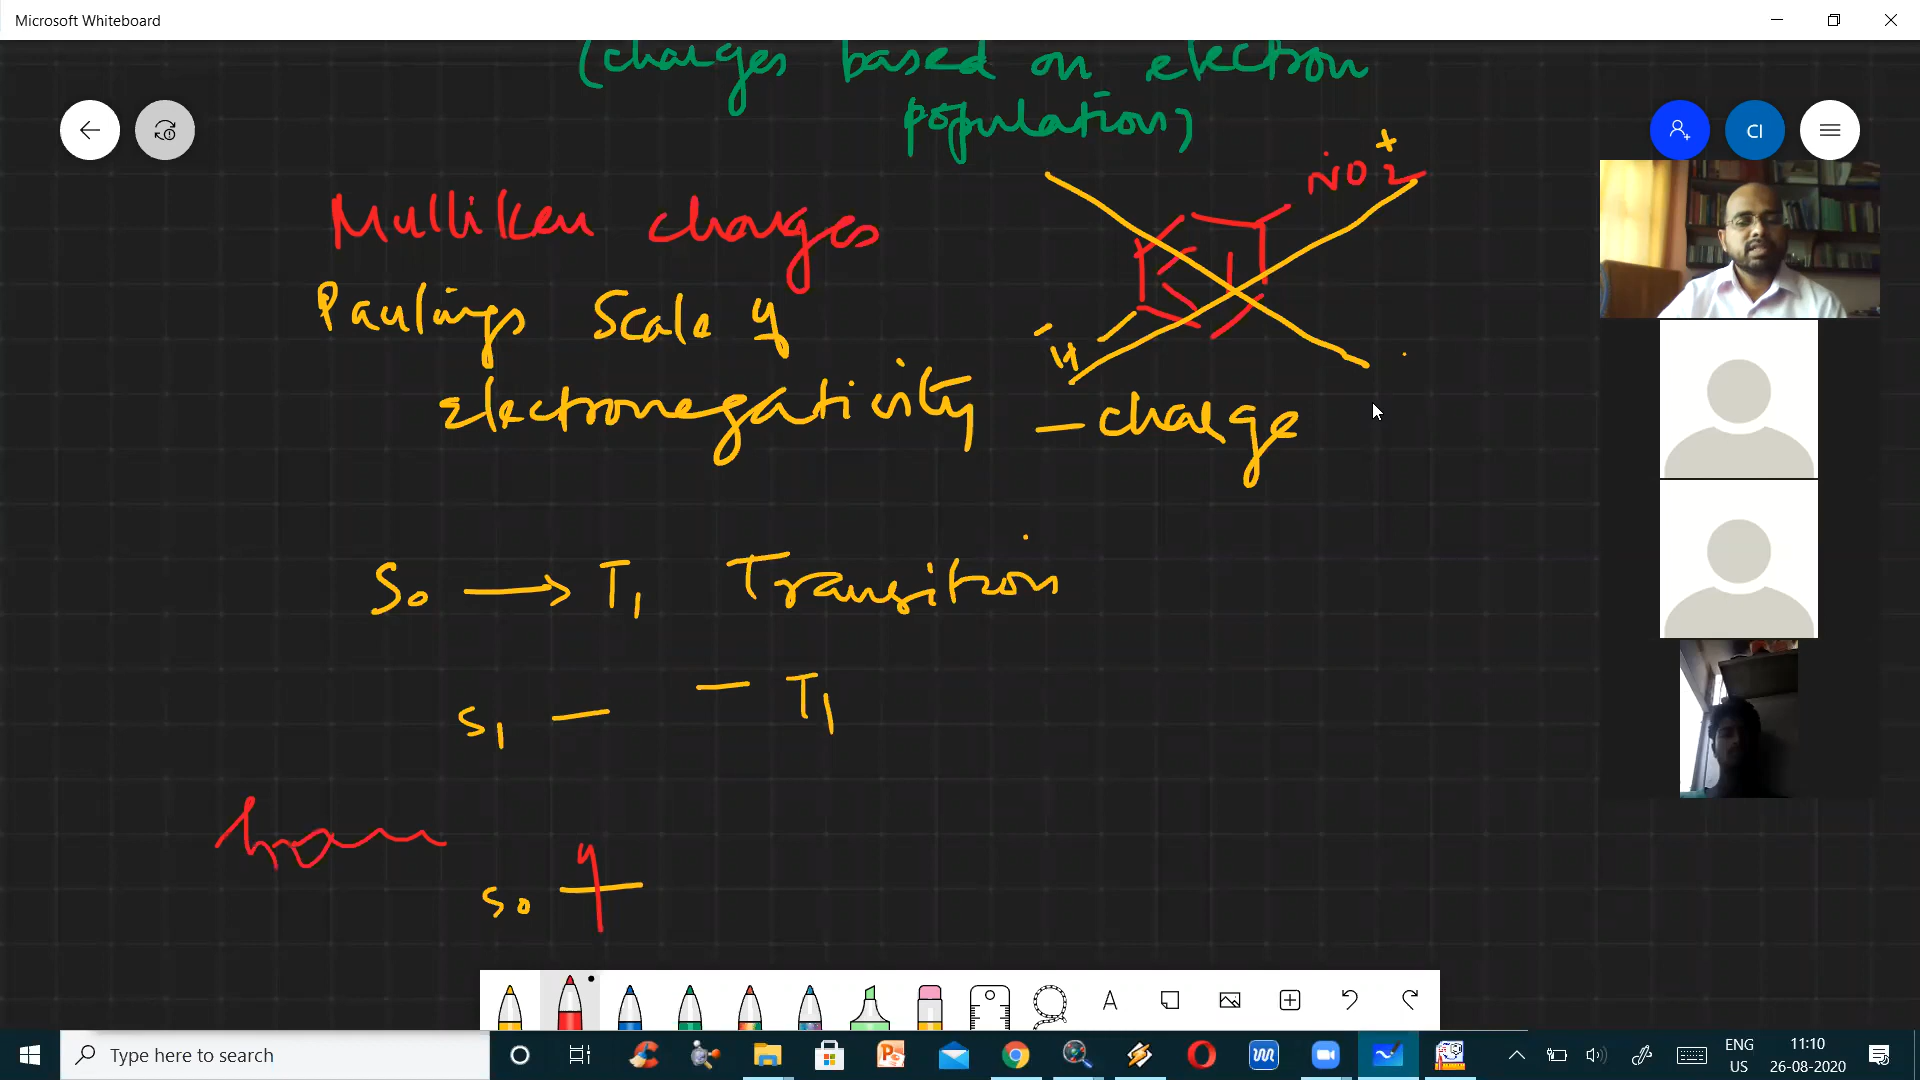 Microsoft Whiteboard
(charges based on electron
population)
CI
NO2
+
Mulliken charges
Paulings Scale of
electronegativity
H
– charge
S0 → T1 Transition
S1 –
– T1
S0
A
Type here to search
ENG
US
11:10
26-08-2020